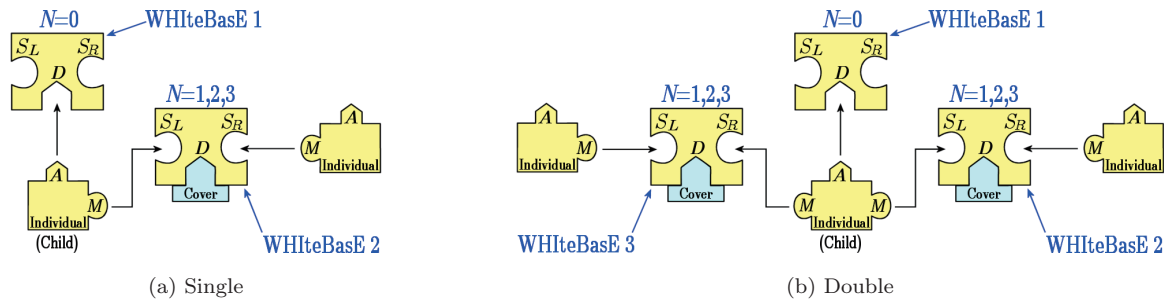 N=0
WHIteBasE 1
S_L S_R
D
N=1,2,3
S_L S_R
D
Cover
A
M
Individual
(Child)
A
M
Individual
WHIteBasE 2
(a) Single
N=0
WHIteBasE 1
S_L S_R
D
A
M
Individual
N=1,2,3
S_L S_R
D
Cover
WHIteBasE 3
A
M M
Individual
(Child)
N=1,2,3
S_L S_R
D
Cover
A
M
Individual
WHIteBasE 2
(b) Double